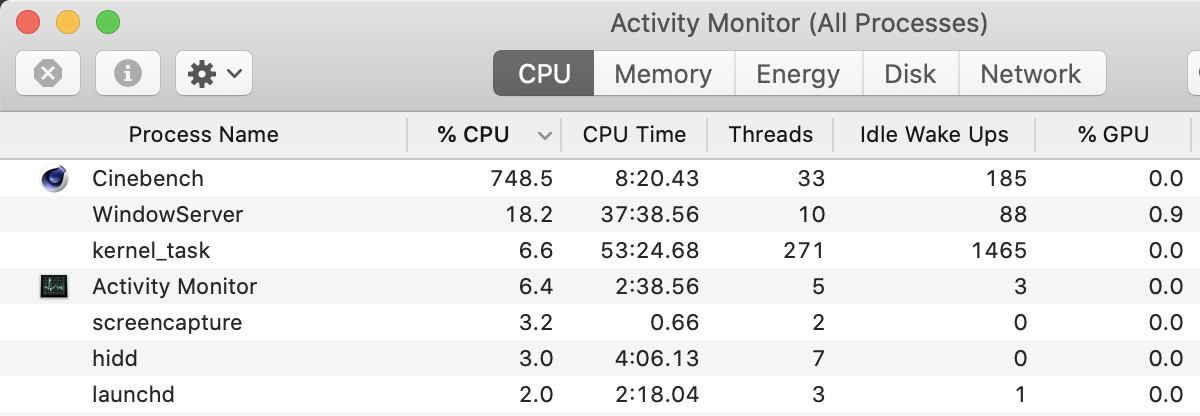 Activity Monitor (All Processes)
CPU Memory Energy Disk Network
Process Name % CPU CPU Time Threads Idle Wake Ups % GPU
Cinebench 748.5 8:20.43 33 185 0.0
WindowServer 18.2 37:38.56 10 88 0.9
kernel_task 6.6 53:24.68 271 1465 0.0
Activity Monitor 6.4 2:38.56 5 3 0.0
screencapture 3.2 0.66 2 0 0.0
hidd 3.0 4:06.13 7 0 0.0
launchd 2.0 2:18.04 3 1 0.0